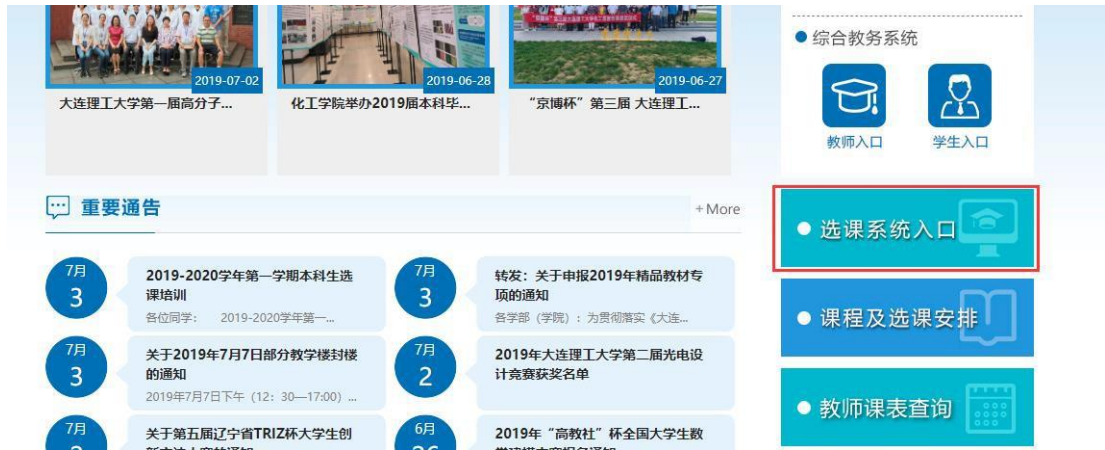 2019-07-02
大连理工大学第一届高分子...
2019-06-28
化工学院举办2019届本科毕...
2019-06-27
“京博杯”第三届 大连理工...
综合教务系统
教师入口
学生入口
重要通告
+More
7月
3
2019-2020学年第一学期本科生选
课培训
各位同学： 2019-2020学年第一...
7月
3
转发：关于申报2019年精品教材专
项的通知
各学部（学院）：为贯彻落实《大连...
7月
3
关于2019年7月7日部分教学楼封楼
的通知
2019年7月7日下午（12：30—17:00）...
7月
2
2019年大连理工大学第二届光电设
计竞赛获奖名单
7月
关于第五届辽宁省TRIZ杯大学生创
6月
26
2019年“高教社”杯全国大学生数
选课系统入口
课程及选课安排
教师课表查询